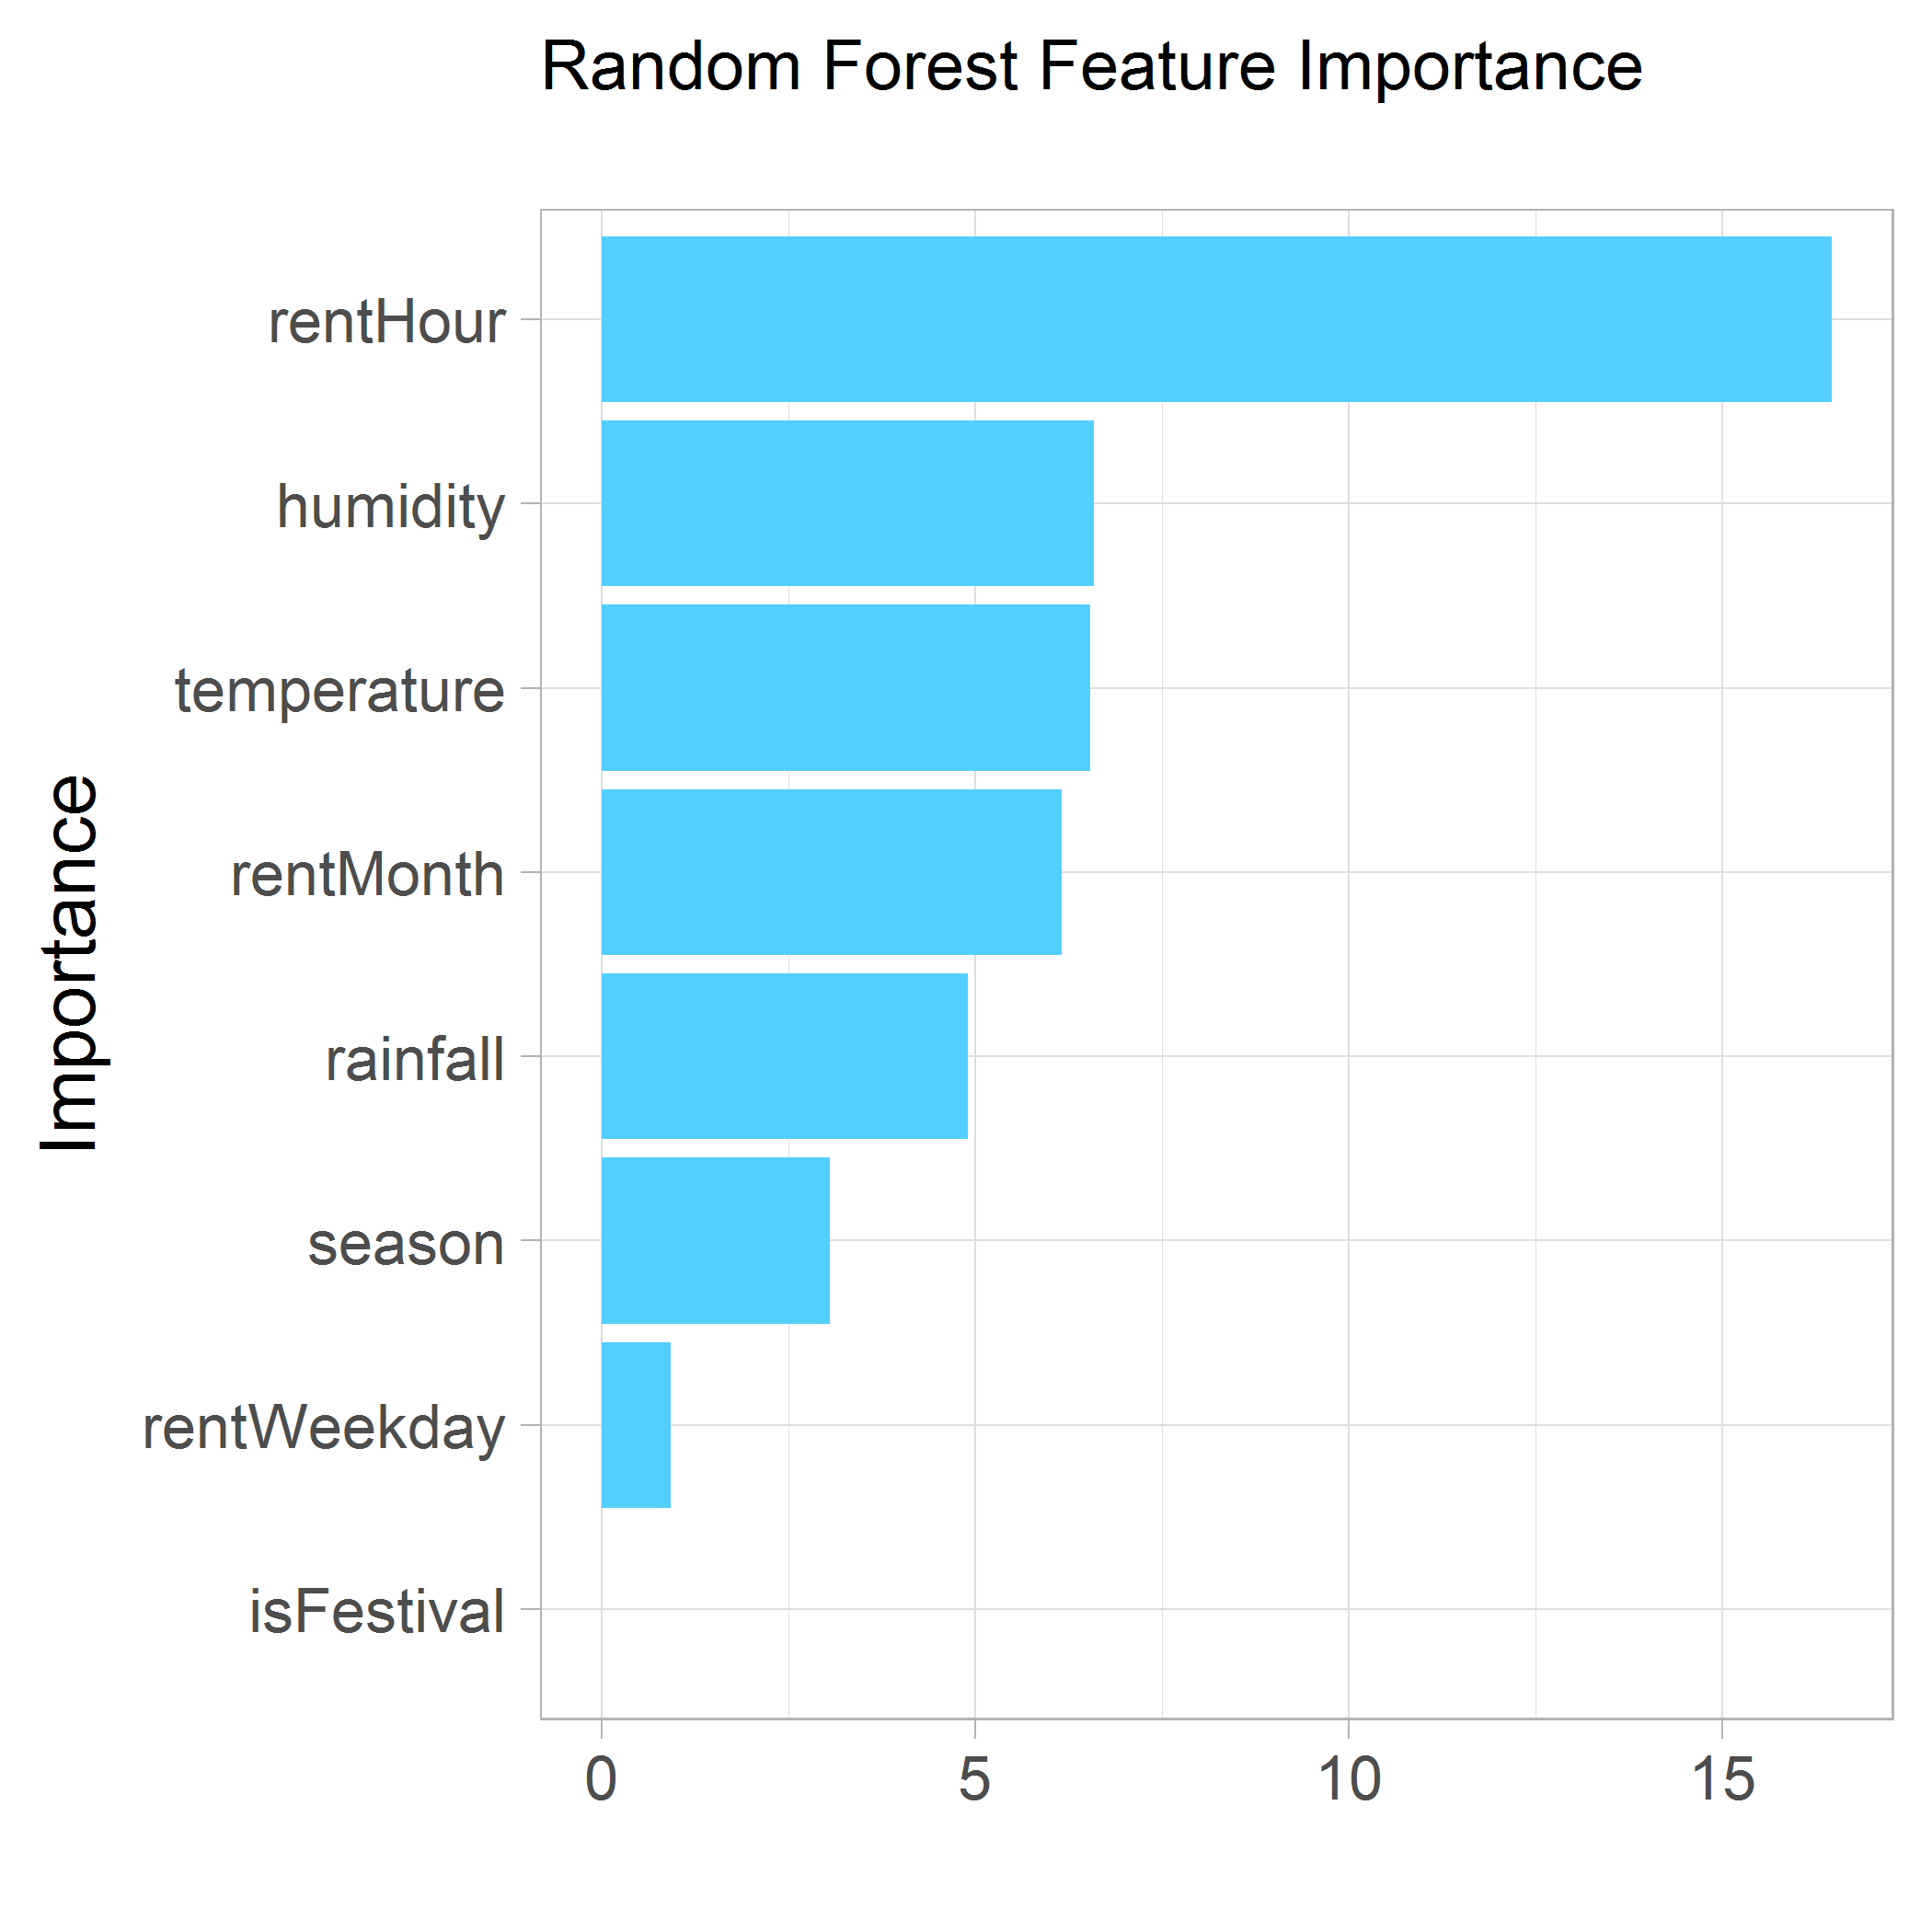 Random Forest Feature Importance
Importance
rentHour
humidity
temperature
rentMonth
rainfall
season
rentWeekday
isFestival
0 5 10 15